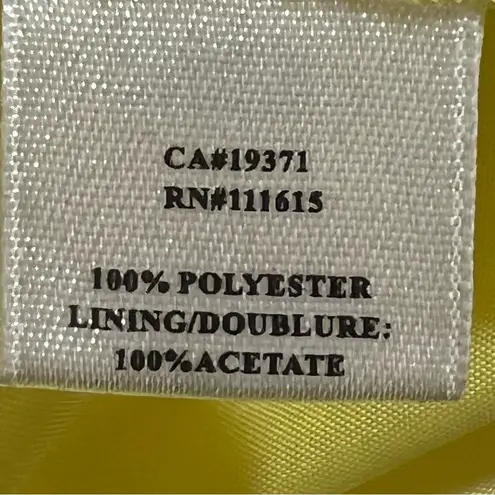 CA#19371
RN#111615
100% POLYESTER
LINING/DOUBLURE:
100%ACETATE